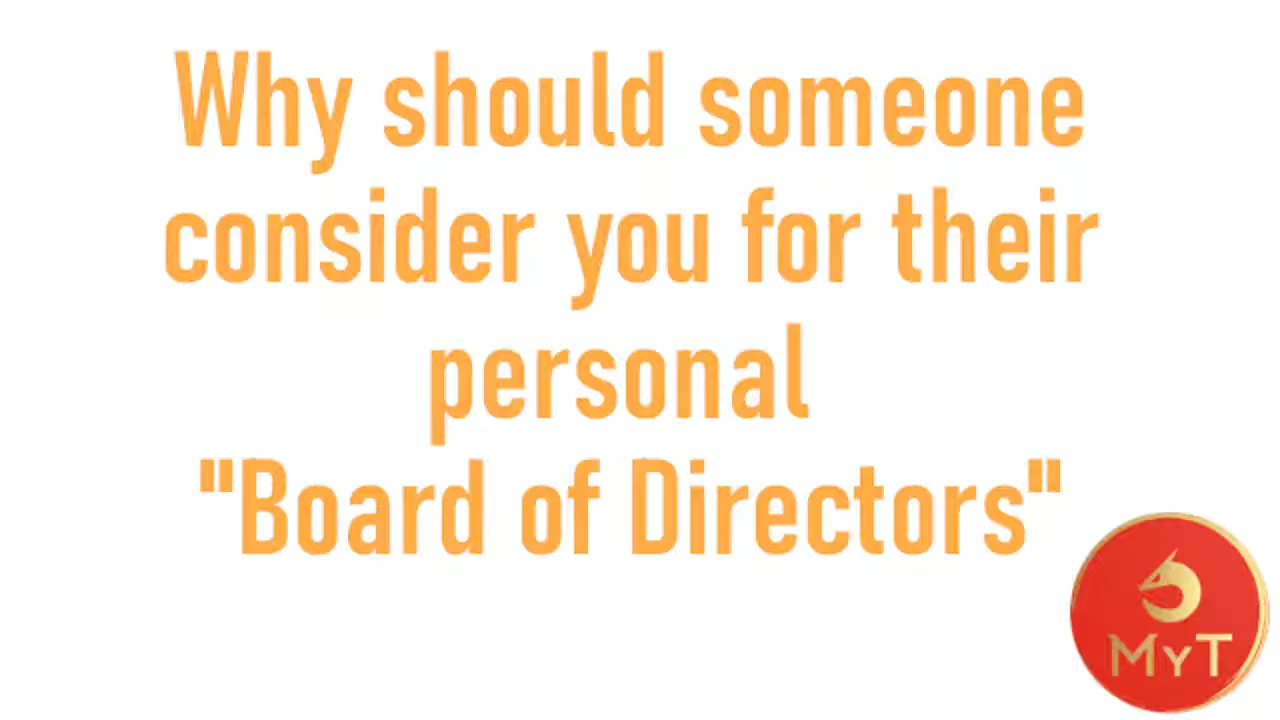 Why should someone
consider you for their
personal
"Board of Directors"
MyT